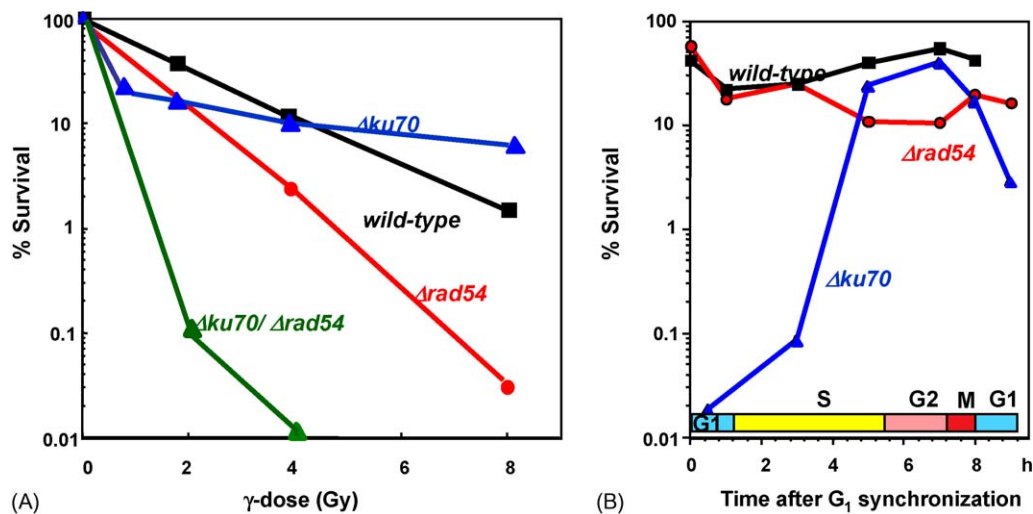 100
10
1
0.1
0.01
% Survival
Δku70
wild-type
Δrad54
Δku70/ Δrad54
0 2 4 6 8
(A) γ-dose (Gy)
100
10
1
0.1
0.01
% Survival
wild-type
Δrad54
Δku70
G1 S G2 M G1
0 2 4 6 8 h
(B) Time after G₁ synchronization